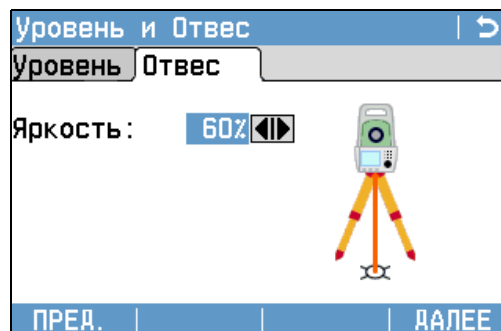 Уровень и Отвес
Уровень Отвес
Яркость: 60%
ПРЕД. ДАЛЕЕ